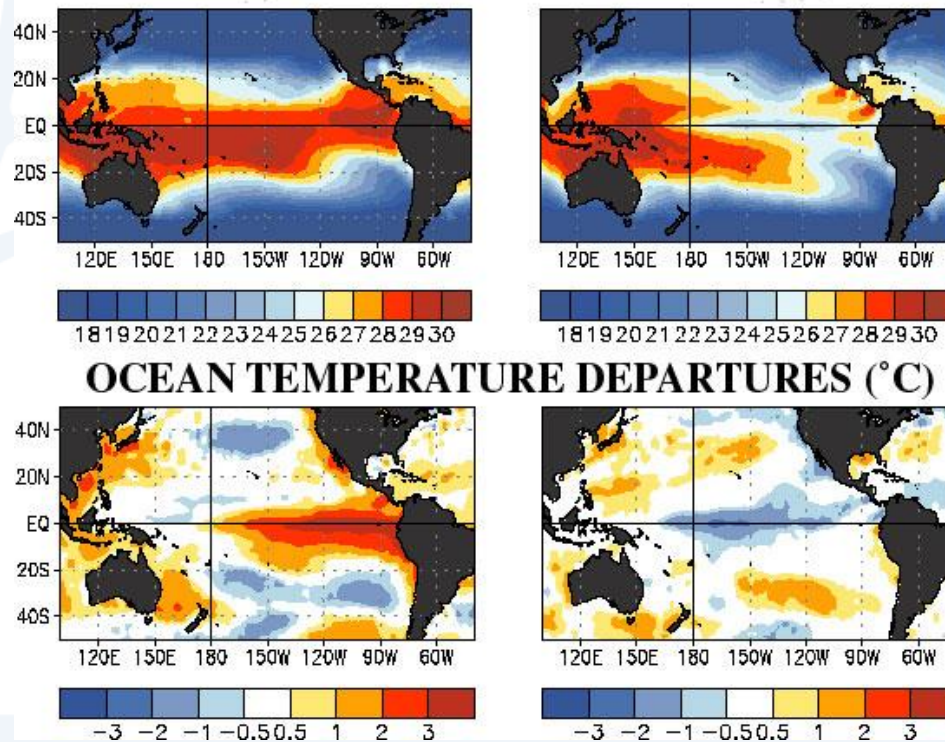 40N
20N
EQ
20S
40S
120E 150E 180 150W 120W 90W 60W
120E 150E 180 150W 120W 90W 60W
18 19 20 21 22 23 24 25 26 27 28 29 30
18 19 20 21 22 23 24 25 26 27 28 29 30
OCEAN TEMPERATURE DEPARTURES (˚C)
40N
20N
EQ
20S
40S
120E 150E 180 150W 120W 90W 60W
120E 150E 180 150W 120W 90W 60W
-3 -2 -1 -0.5 0.5 1 2 3
-3 -2 -1 -0.5 0.5 1 2 3